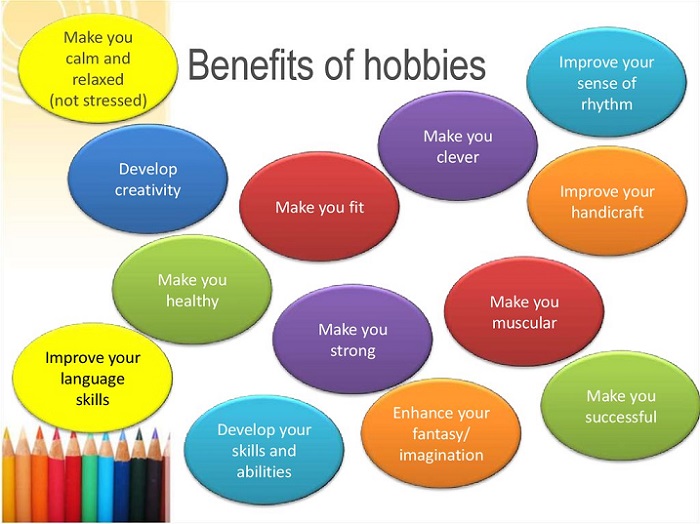 Benefits of hobbies
Make you
calm and
relaxed
(not stressed)
Improve your
sense of
rhythm
Make you
clever
Develop
creativity
Make you fit
Improve your
handicraft
Make you
healthy
Make you
strong
Make you
muscular
Improve your
language
skills
Develop your
skills and
abilities
Enhance your
fantasy/
imagination
Make you
successful